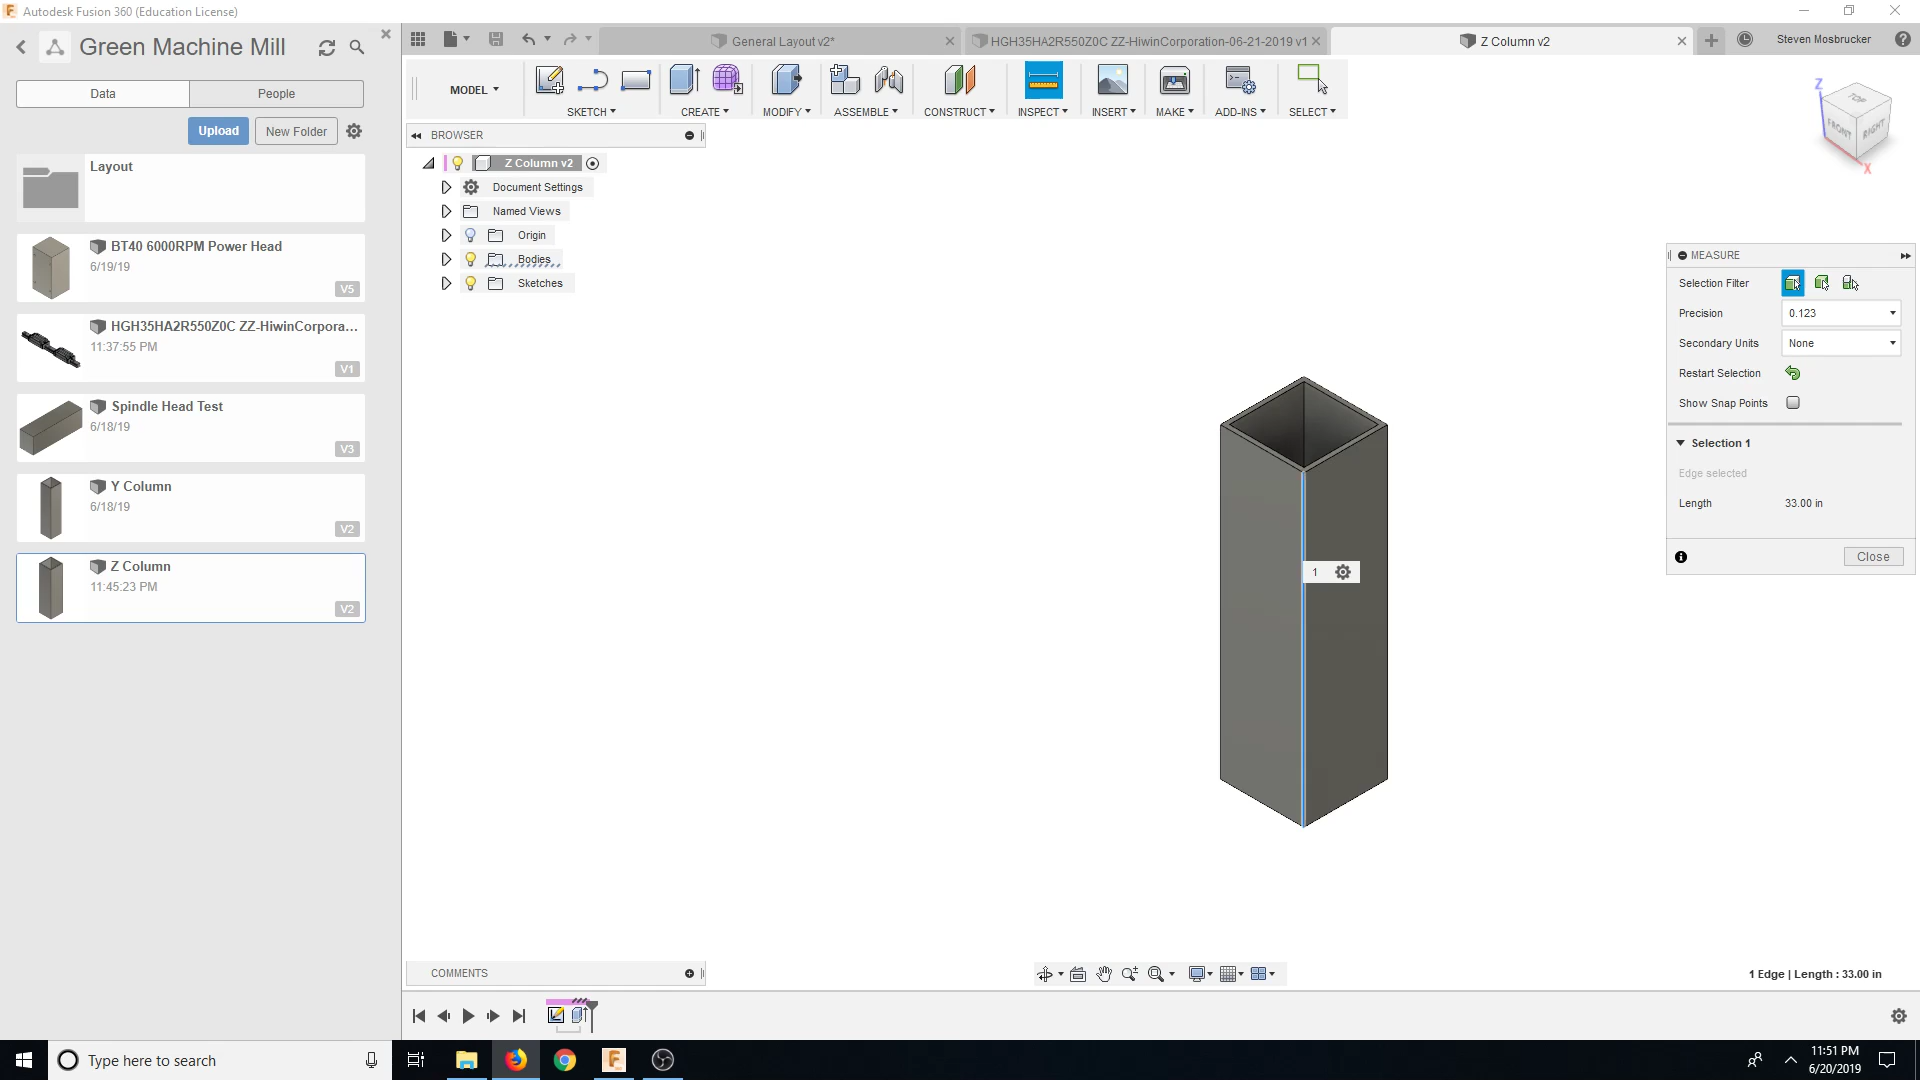 Autodesk Fusion 360 (Education License)
Green Machine Mill
Data
People
Upload
New Folder
Layout
BT40 6000RPM Power Head
6/19/19
V5
HGH35HA2R550Z0C ZZ-HiwinCorpora...
11:37:55 PM
V1
Spindle Head Test
6/18/19
V3
Y Column
6/18/19
V2
Z Column
11:45:23 PM
V2
General Layout v2*
HGH35HA2R550Z0C ZZ-HiwinCorporation-06-21-2019 v1
Z Column v2
Steven Mosbrucker
MODEL
SKETCH
CREATE
MODIFY
ASSEMBLE
CONSTRUCT
INSPECT
INSERT
MAKE
ADD-INS
SELECT
BROWSER
Z Column v2
Document Settings
Named Views
Origin
Bodies
Sketches
Z
TOP
FRONT
RIGHT
X
MEASURE
Selection Filter
Precision
0.123
Secondary Units
None
Restart Selection
Show Snap Points
Selection 1
Edge selected
Length
33.00 in
Close
1
COMMENTS
1 Edge | Length : 33.00 in
Type here to search
11:51 PM
6/20/2019